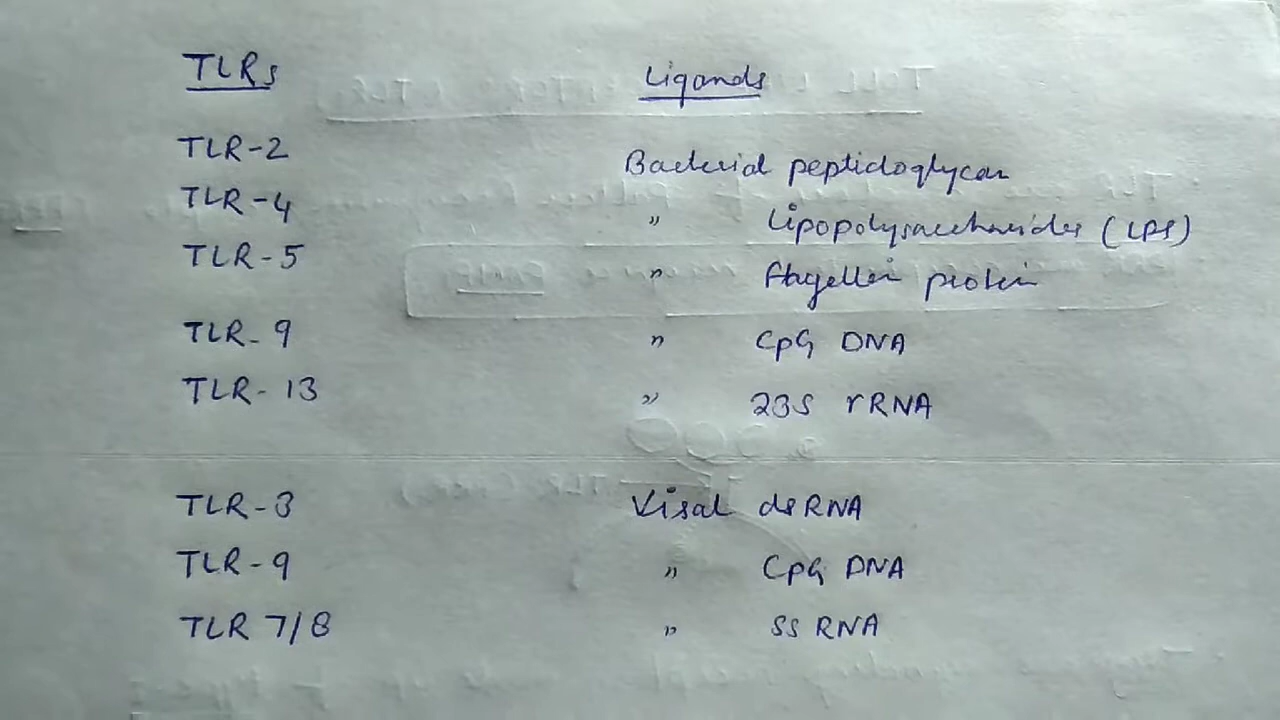 TLRs Ligands
TLR-2 Bacterial peptidoglycan
TLR-4 " Lipopolysaccharides (LPS)
TLR-5 " Flagellin protein
TLR-9 " CpG DNA
TLR-13 " 23S rRNA
TLR-3 Viral dsRNA
TLR-9 " CpG DNA
TLR 7/8 " SS RNA